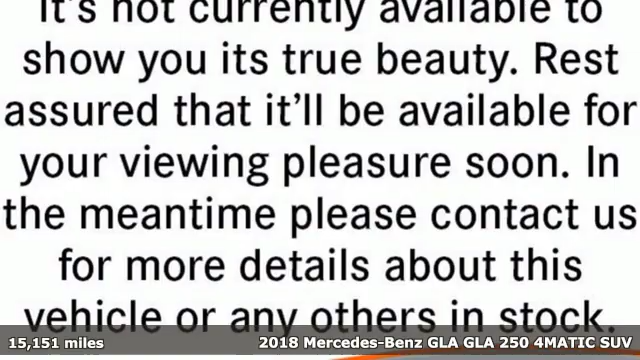 It's not currently available to
show you its true beauty. Rest
assured that it'll be available for
your viewing pleasure soon. In
the meantime please contact us
for more details about this
vehicle or any others in stock.
15,151 miles
2018 Mercedes-Benz GLA GLA 250 4MATIC SUV